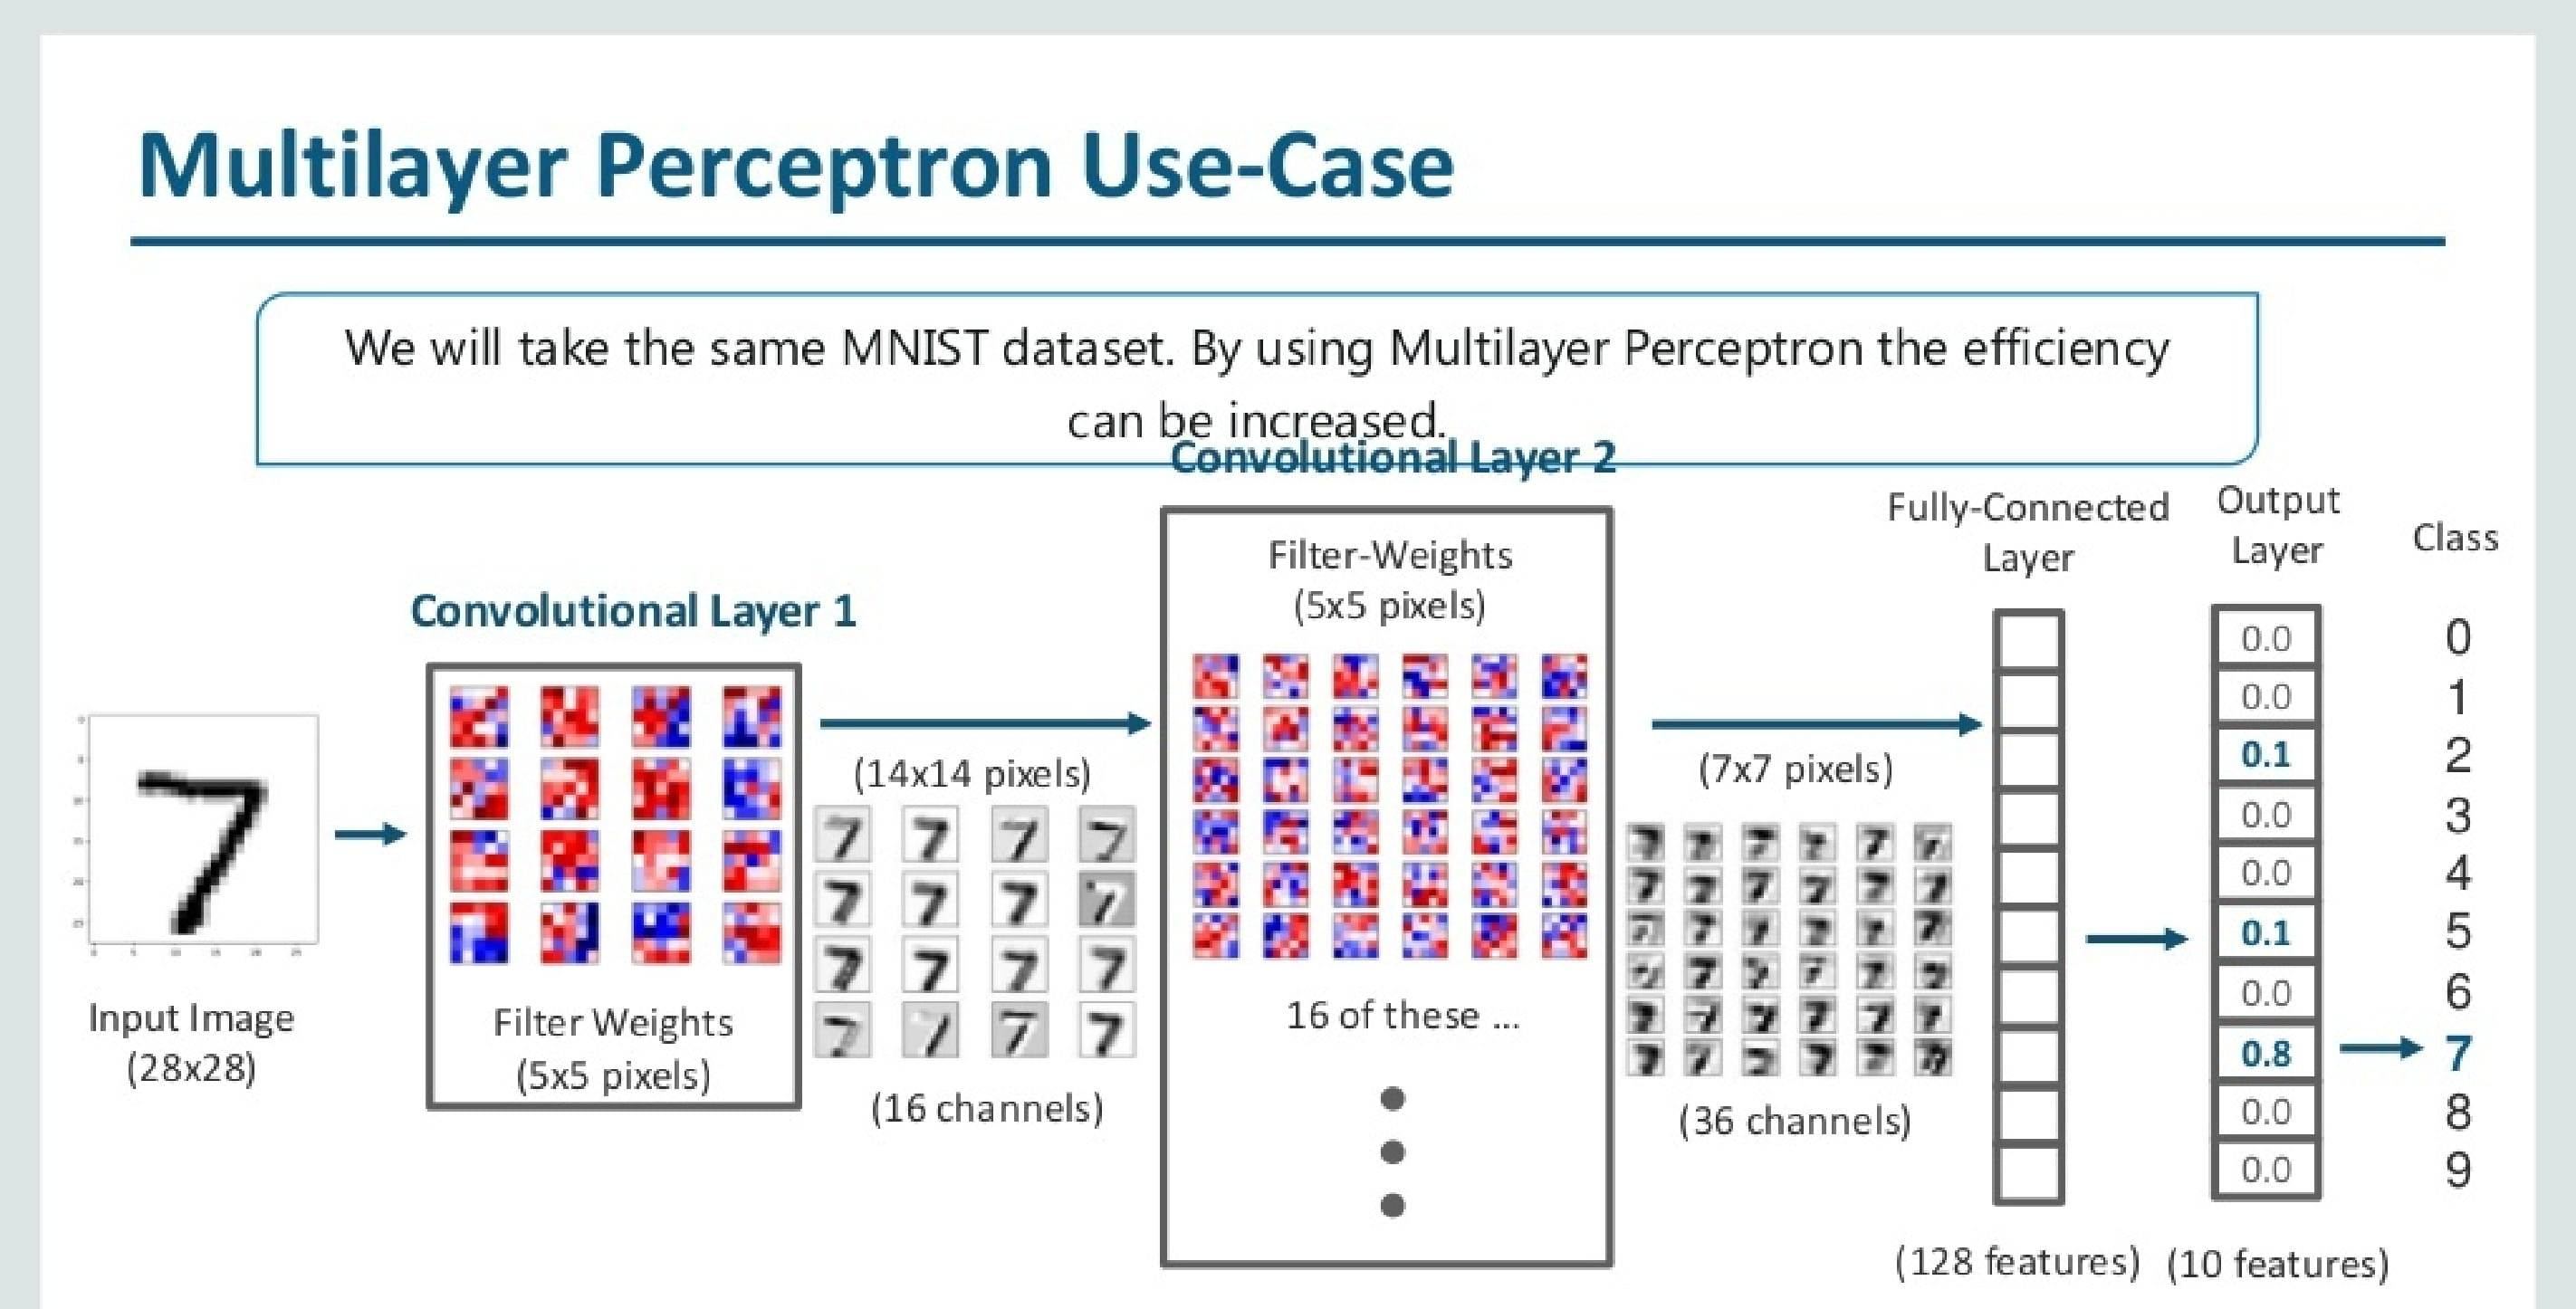 Multilayer Perceptron Use-Case
We will take the same MNIST dataset. By using Multilayer Perceptron the efficiency
can be increased.
Convolutional Layer 2
Convolutional Layer 1
Input Image
(28x28)
Filter Weights
(5x5 pixels)
(14x14 pixels)
(16 channels)
Filter-Weights
(5x5 pixels)
16 of these ...
(7x7 pixels)
(36 channels)
Fully-Connected
Layer
(128 features)
Output
Layer
0.0
0.0
0.1
0.0
0.0
0.1
0.0
0.8
0.0
0.0
(10 features)
Class
0
1
2
3
4
5
6
7
8
9